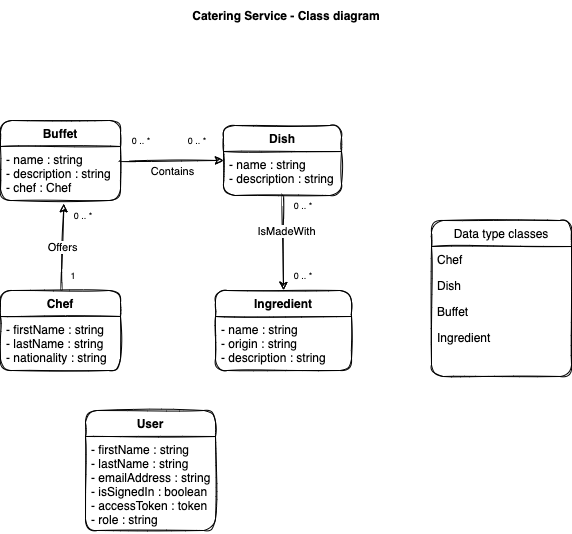 Catering Service - Class diagram
Buffet
- name : string
- description : string
- chef : Chef
0 .. *
0 .. *
Contains
Dish
- name : string
- description : string
0 .. *
Offers
1
0 .. *
IsMadeWith
0 .. *
Chef
- firstName : string
- lastName : string
- nationality : string
Ingredient
- name : string
- origin : string
- description : string
Data type classes
Chef
Dish
Buffet
Ingredient
User
- firstName : string
- lastName : string
- emailAddress : string
- isSignedIn : boolean
- accessToken : token
- role : string